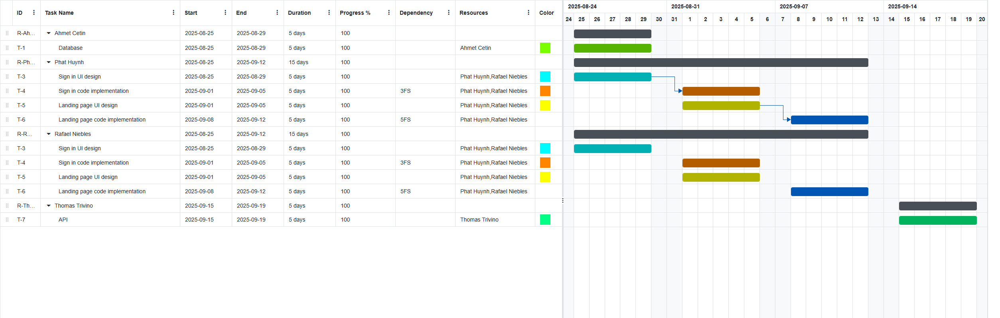 ID Task Name Start End Duration Progress % Dependency Resources Color
2025-08-24 2025-08-31 2025-09-07 2025-09-14
24 25 26 27 28 29 30 31 1 2 3 4 5 6 7 8 9 10 11 12 13 14 15 16 17 18 19 20
R-Ah... Ahmet Cetin 2025-08-25 2025-08-29 5 days 100
T-1 Database 2025-08-25 2025-08-29 5 days 100 Ahmet Cetin
R-Ph... Phat Huynh 2025-08-25 2025-09-12 15 days 100
T-3 Sign in UI design 2025-08-25 2025-08-29 5 days 100 Phat Huynh,Rafael Niebles
T-4 Sign in code implementation 2025-09-01 2025-09-05 5 days 100 3FS Phat Huynh,Rafael Niebles
T-5 Landing page UI design 2025-09-01 2025-09-05 5 days 100 Phat Huynh,Rafael Niebles
T-6 Landing page code implementation 2025-09-08 2025-09-12 5 days 100 5FS Phat Huynh,Rafael Niebles
R-R... Rafael Niebles 2025-08-25 2025-09-12 15 days 100
T-3 Sign in UI design 2025-08-25 2025-08-29 5 days 100 Phat Huynh,Rafael Niebles
T-4 Sign in code implementation 2025-09-01 2025-09-05 5 days 100 3FS Phat Huynh,Rafael Niebles
T-5 Landing page UI design 2025-09-01 2025-09-05 5 days 100 Phat Huynh,Rafael Niebles
T-6 Landing page code implementation 2025-09-08 2025-09-12 5 days 100 5FS Phat Huynh,Rafael Niebles
R-Th... Thomas Trivino 2025-09-15 2025-09-19 5 days 100
T-7 API 2025-09-15 2025-09-19 5 days 100 Thomas Trivino